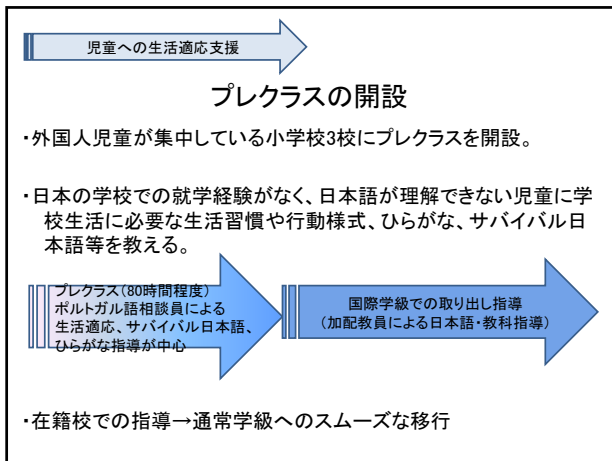 児童への生活適応支援
プレクラスの開設
・外国人児童が集中している小学校3校にプレクラスを開設。
・日本の学校での就学経験がなく、日本語が理解できない児童に学
校生活に必要な生活習慣や行動様式、ひらがな、サバイバル日
本語等を教える。
プレクラス(80時間程度)
ポルトガル語相談員による
生活適応、サバイバル日本語、
ひらがな指導が中心
国際学級での取り出し指導
(加配教員による日本語・教科指導)
・在籍校での指導→通常学級へのスムーズな移行